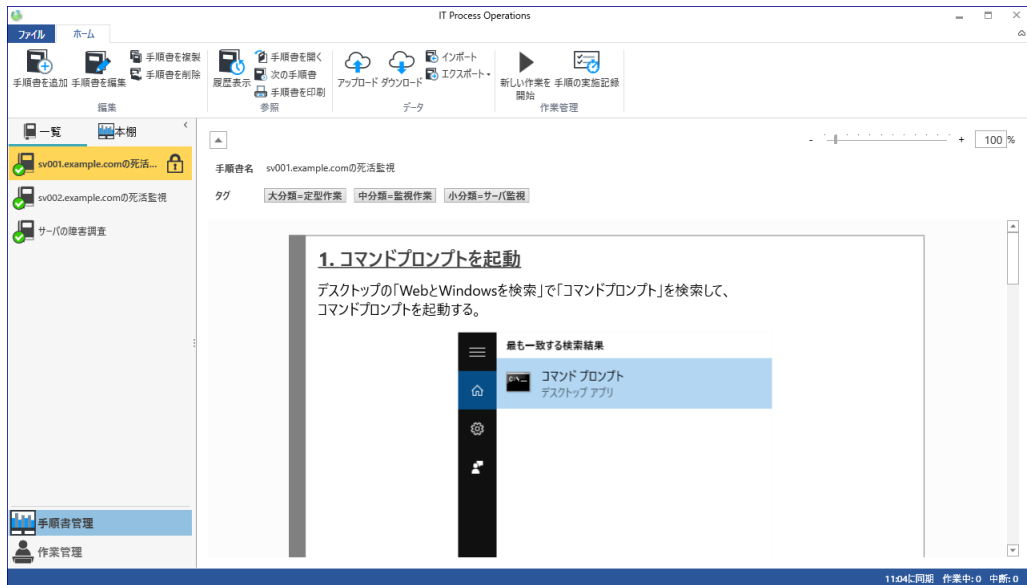 IT Process Operations
ファイル ホーム
手順書を追加 手順書を編集 手順書を複製 手順書を削除
編集
履歴表示 手順書を開く 次の手順書 手順書を印刷
参照
アップロード ダウンロード インポート エクスポート
データ
新しい作業を開始 手順の実施記録
作業管理
一覧 本棚
sv001.example.comの死活...
sv002.example.comの死活監視
サーバの障害調査
手順書管理
作業管理
- + 100 %
手順書名 sv001.example.comの死活監視
タグ 大分類=定型作業 中分類=監視作業 小分類=サーバ監視
1. コマンドプロンプトを起動
デスクトップの「WebとWindowsを検索」で「コマンドプロンプト」を検索して、
コマンドプロンプトを起動する。
最も一致する検索結果
コマンド プロンプト
デスクトップ アプリ
11:04に同期 作業中: 0 中断: 0